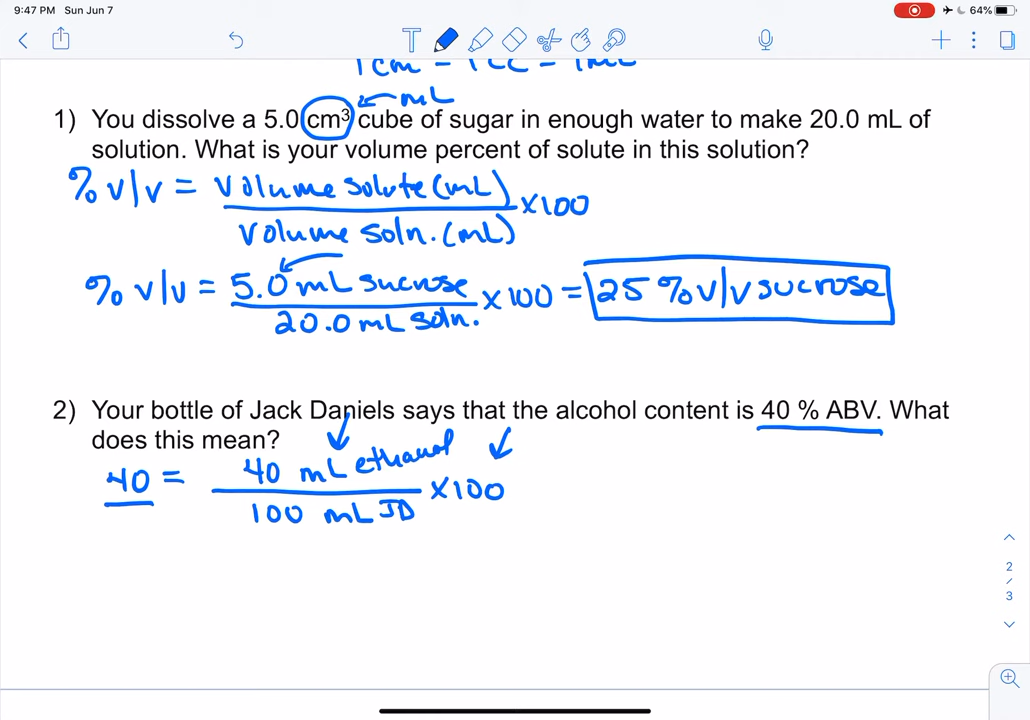 9:47 PM Sun Jun 7
64%
T
1 cm = 1 cc = 1 mL
mL
1) You dissolve a 5.0 cm³ cube of sugar in enough water to make 20.0 mL of
solution. What is your volume percent of solute in this solution?
% v/v = volume solute (mL)
volume soln. (mL)
x100
% v/v = 5.0 mL sucrose
20.0 mL soln.
x 100 = 25 % v/v sucrose
2) Your bottle of Jack Daniels says that the alcohol content is 40 % ABV. What
does this mean?
40 = 40 mL ethanol
100 mL JD
x100
2
/
3